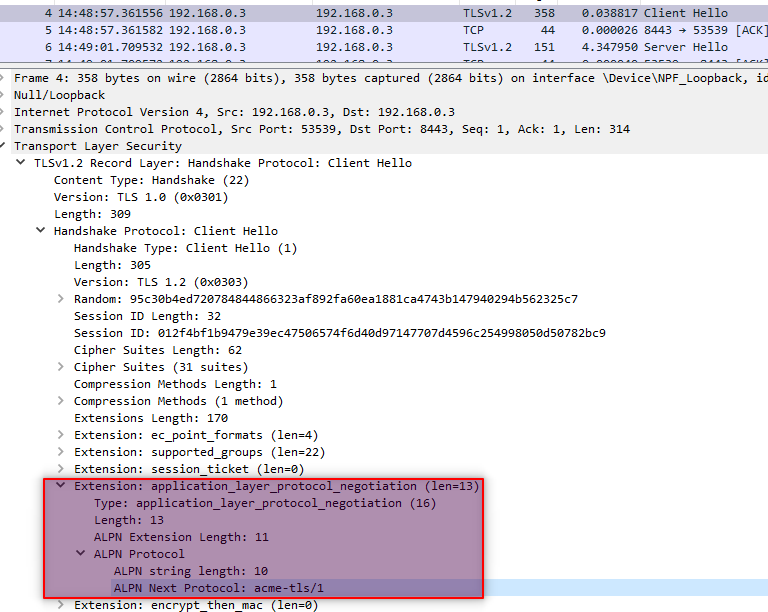 4 14:48:57.361556 192.168.0.3 192.168.0.3 TLSv1.2 358 0.038817 Client Hello
5 14:48:57.361582 192.168.0.3 192.168.0.3 TCP 44 0.000026 8443 → 53539 [ACK]
6 14:49:01.709532 192.168.0.3 192.168.0.3 TLSv1.2 151 4.347950 Server Hello
Frame 4: 358 bytes on wire (2864 bits), 358 bytes captured (2864 bits) on interface \Device\NPF_Loopback, id
Null/Loopback
Internet Protocol Version 4, Src: 192.168.0.3, Dst: 192.168.0.3
Transmission Control Protocol, Src Port: 53539, Dst Port: 8443, Seq: 1, Ack: 1, Len: 314
Transport Layer Security
TLSv1.2 Record Layer: Handshake Protocol: Client Hello
Content Type: Handshake (22)
Version: TLS 1.0 (0x0301)
Length: 309
Handshake Protocol: Client Hello
Handshake Type: Client Hello (1)
Length: 305
Version: TLS 1.2 (0x0303)
Random: 95c30b4ed720784844866323af892fa60ea1881ca4743b147940294b562325c7
Session ID Length: 32
Session ID: 012f4bf1b9479e39ec47506574f6d40d97147707d4596c254998050d50782bc9
Cipher Suites Length: 62
Cipher Suites (31 suites)
Compression Methods Length: 1
Compression Methods (1 method)
Extensions Length: 170
Extension: ec_point_formats (len=4)
Extension: supported_groups (len=22)
Extension: session_ticket (len=0)
Extension: application_layer_protocol_negotiation (len=13)
Type: application_layer_protocol_negotiation (16)
Length: 13
ALPN Extension Length: 11
ALPN Protocol
ALPN string length: 10
ALPN Next Protocol: acme-tls/1
Extension: encrypt_then_mac (len=0)